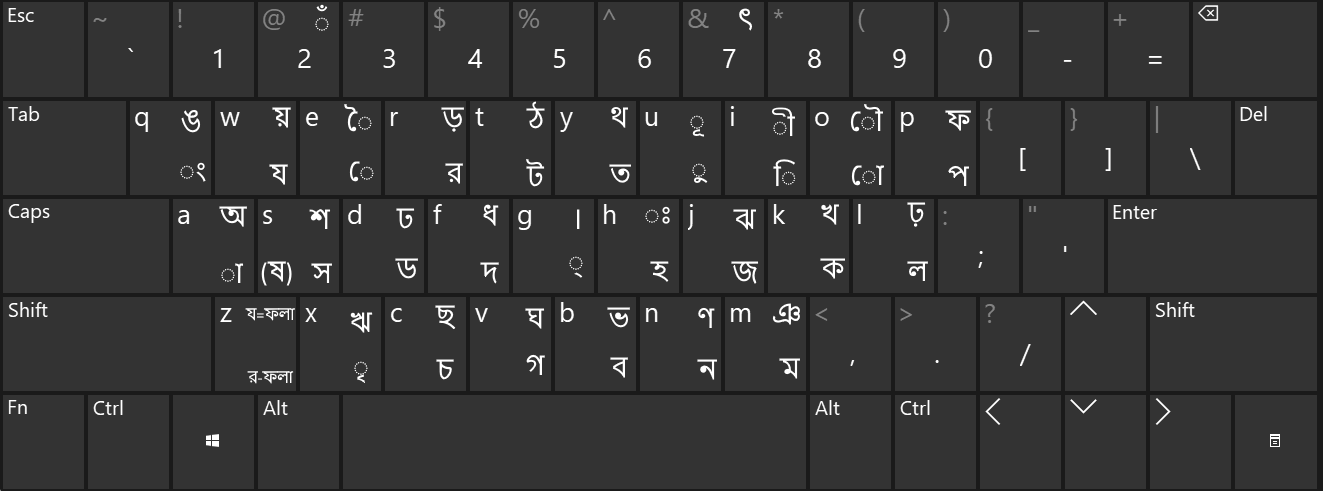 Esc ~ ` ! 1 @ ঁ 2 # 3 $ 4 % 5 ^ 6 & ৎ 7 * 8 ( 9 ) 0 _ - + =
Tab q ঙ ং w য় য e ৈ ে r ড় র t ঠ ট y থ ত u ূ ু i ী ি o ৌ ো p ফ প { [ } ] | \ Del
Caps a অ া s শ (ষ) স d ঢ ড f ধ দ g । ্ h ঃ হ j ঝ জ k খ ক l ঢ় ল : ; " ' Enter
Shift z য=ফলা র-ফলা x ঋ ৃ c ছ চ v ঘ গ b ভ ব n ণ ন m ঞ ম < , > . ? / Shift
Fn Ctrl Alt Alt Ctrl